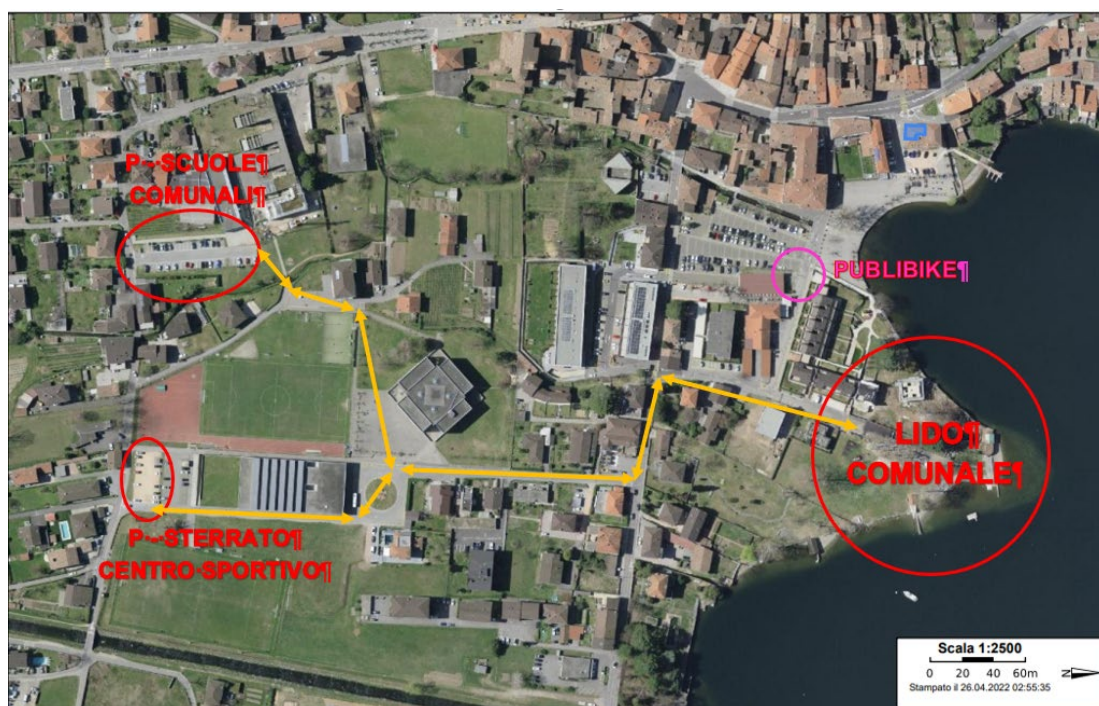 P·–·SCUOLE¶
COMUNALI¶
PUBLIBIKE¶
LIDO¶
COMUNALE¶
P·–·STERRATO¶
CENTRO·SPORTIVO¶
Scala 1:2500
0 20 40 60m
N
Stampato il 26.04.2022 02:55:35